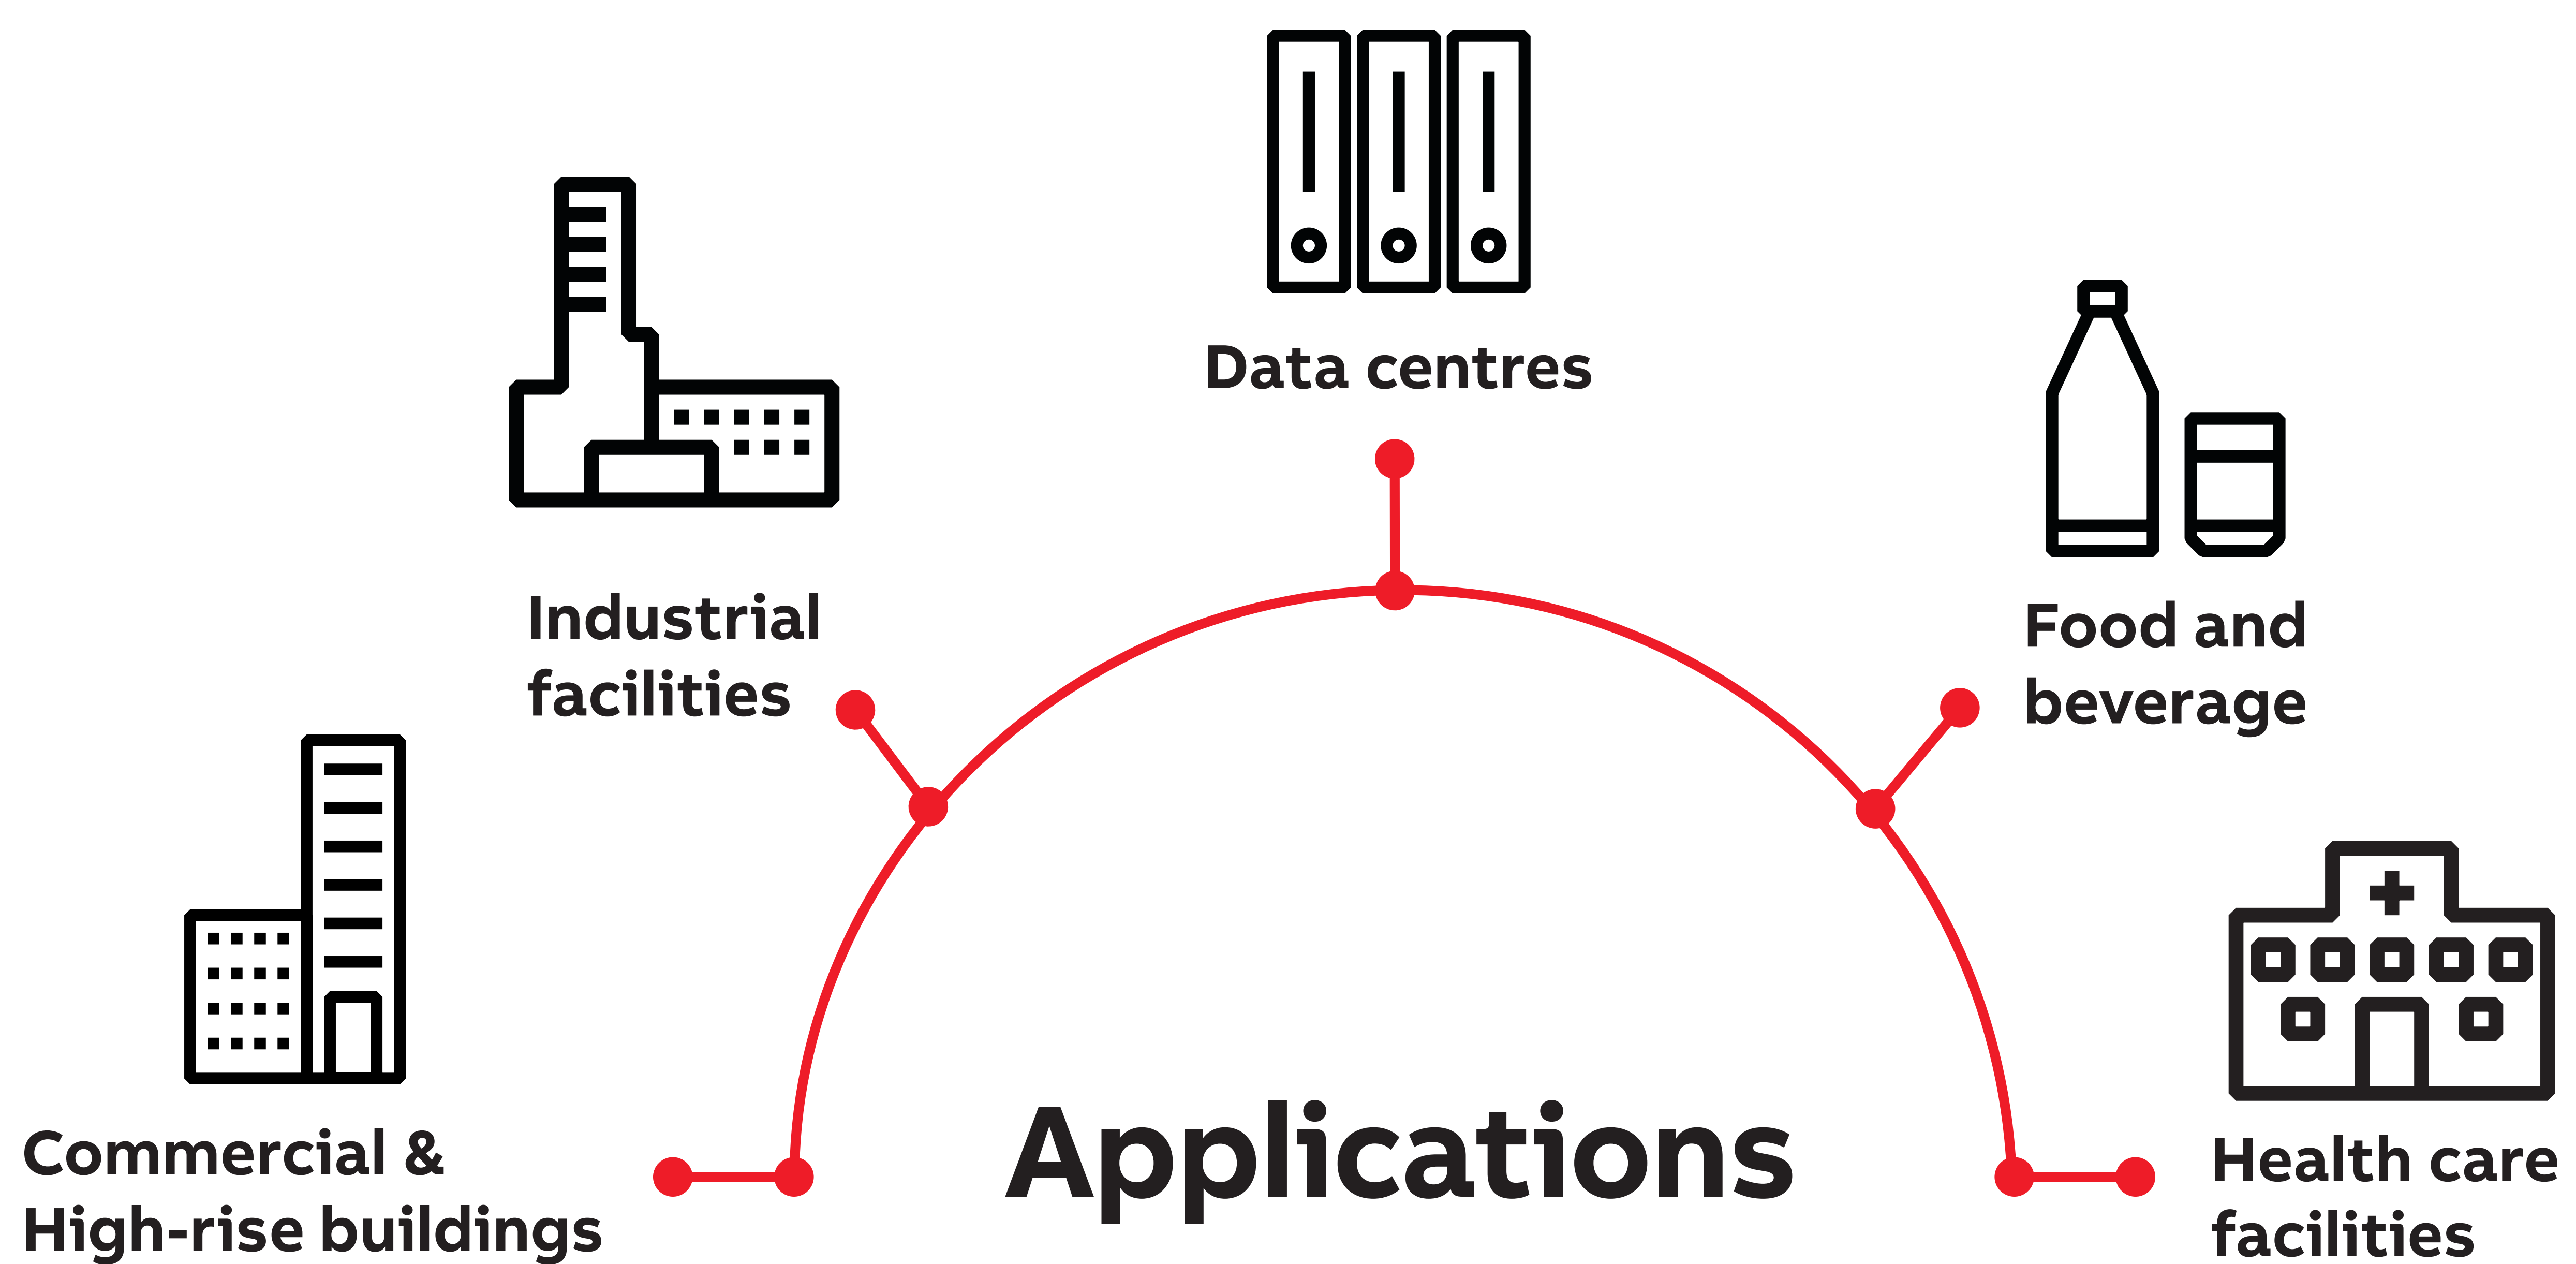 Data centres
Industrial
facilities
Food and
beverage
Commercial &
High-rise buildings
Applications
Health care
facilities